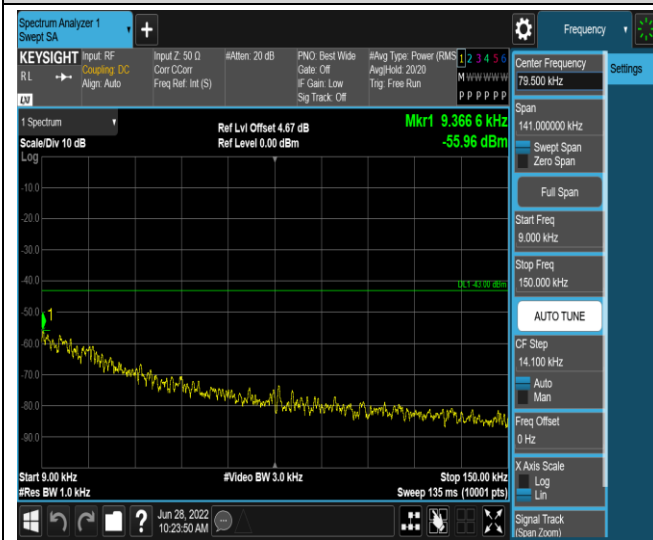 Spectrum Analyzer 1
Swept SA
+
Frequency
KEYSIGHT
RL
LXI
Input: RF
Coupling: DC
Align: Auto
Input Z: 50 Ω
Corr CCorr
Freq Ref: Int (S)
#Atten: 20 dB
PNO: Best Wide
Gate: Off
IF Gain: Low
Sig Track: Off
#Avg Type: Power (RMS
Avg|Hold: 20/20
Trig: Free Run
1 2 3 4 5 6
M W W W W W
P P P P P P
1 Spectrum
Scale/Div 10 dB
Log
Ref Lvl Offset 4.67 dB
Ref Level 0.00 dBm
Mkr1 9.366 6 kHz
-55.96 dBm
-10.0
-20.0
-30.0
-40.0
DL1 -43.00 dBm
-50.0
1
-60.0
-70.0
-80.0
-90.0
Start 9.00 kHz
#Res BW 1.0 kHz
#Video BW 3.0 kHz
Stop 150.00 kHz
Sweep 135 ms (10001 pts)
?
Jun 28, 2022
10:23:50 AM
Center Frequency
79.500 kHz
Settings
Span
141.000000 kHz
Swept Span
Zero Span
Full Span
Start Freq
9.000 kHz
Stop Freq
150.000 kHz
AUTO TUNE
CF Step
14.100 kHz
Auto
Man
Freq Offset
0 Hz
X Axis Scale
Log
Lin
Signal Track
(Span Zoom)